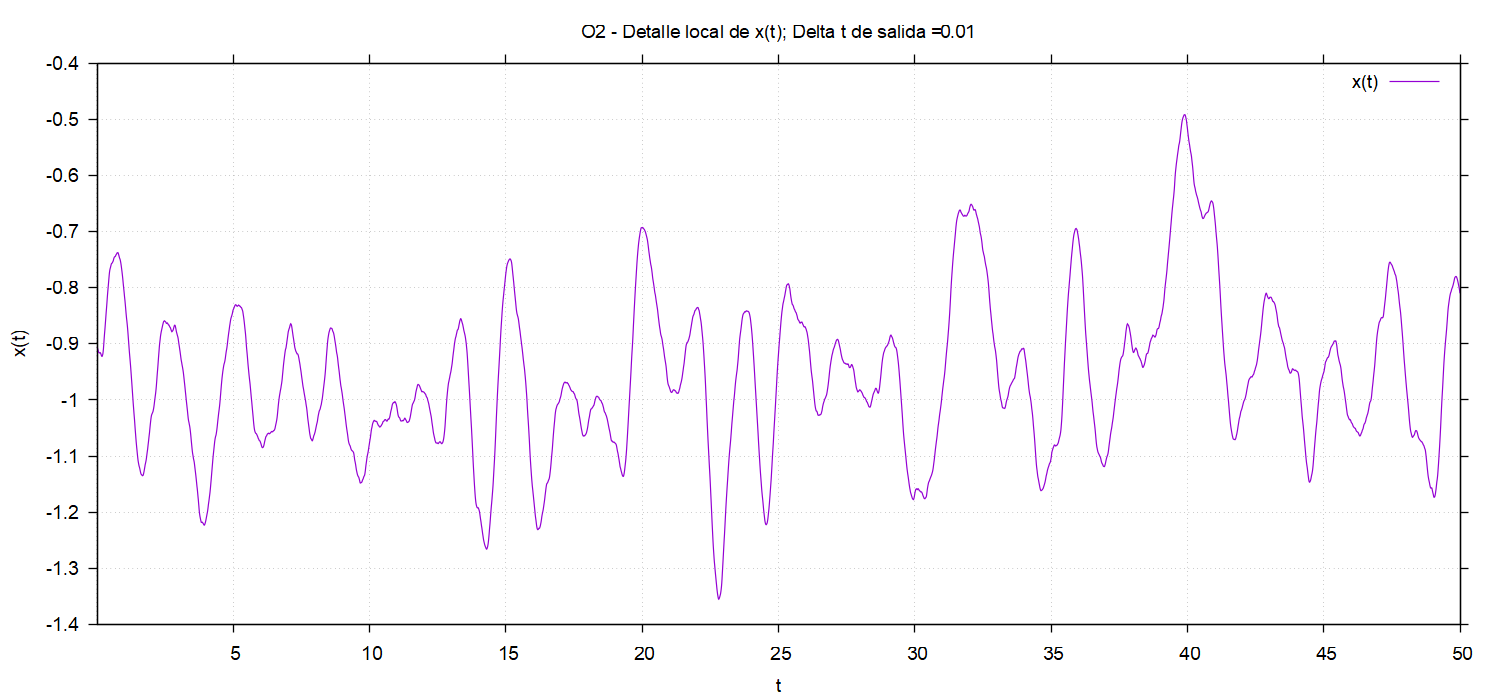 O2 - Detalle local de x(t); Delta t de salida =0.01
x(t)
-0.4
-0.5
-0.6
-0.7
-0.8
-0.9
-1
-1.1
-1.2
-1.3
-1.4
x(t)
5 10 15 20 25 30 35 40 45 50
t